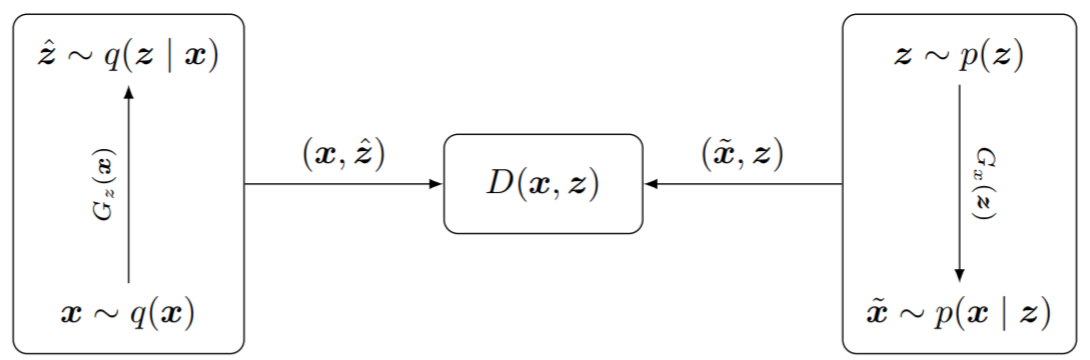 ẑ ∼ q(z | x)
G_z(x)
x ∼ q(x)
(x, ẑ)
D(x, z)
(x̃, z)
z ∼ p(z)
G_x(z)
x̃ ∼ p(x | z)